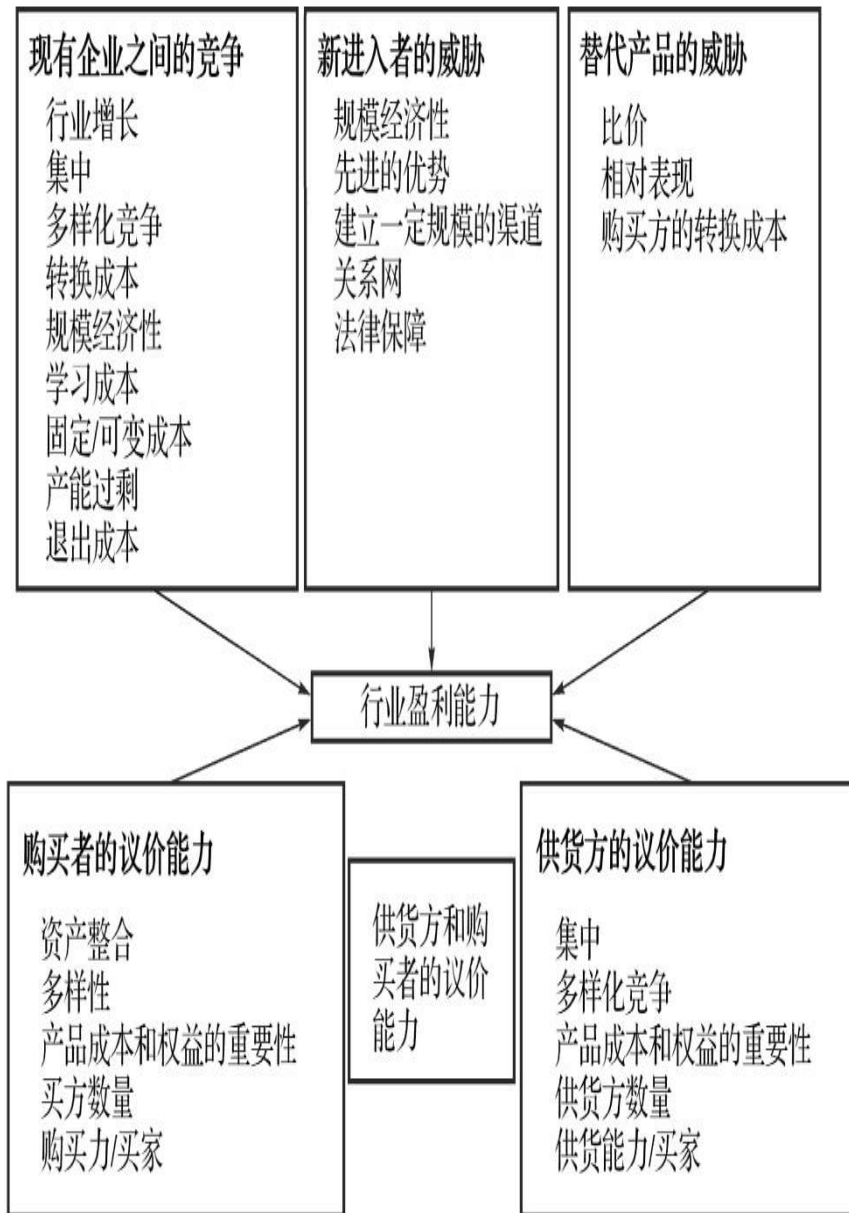 现有企业之间的竞争
行业增长
集中
多样化竞争
转换成本
规模经济性
学习成本
固定/可变成本
产能过剩
退出成本
新进入者的威胁
规模经济性
先进的优势
建立一定规模的渠道
关系网
法律保障
替代产品的威胁
比价
相对表现
购买方的转换成本
行业盈利能力
购买者的议价能力
资产整合
多样性
产品成本和权益的重要性
买方数量
购买力/买家
供货方和购
买者的议价
能力
供货方的议价能力
集中
多样化竞争
产品成本和权益的重要性
供货方数量
供货能力/买家